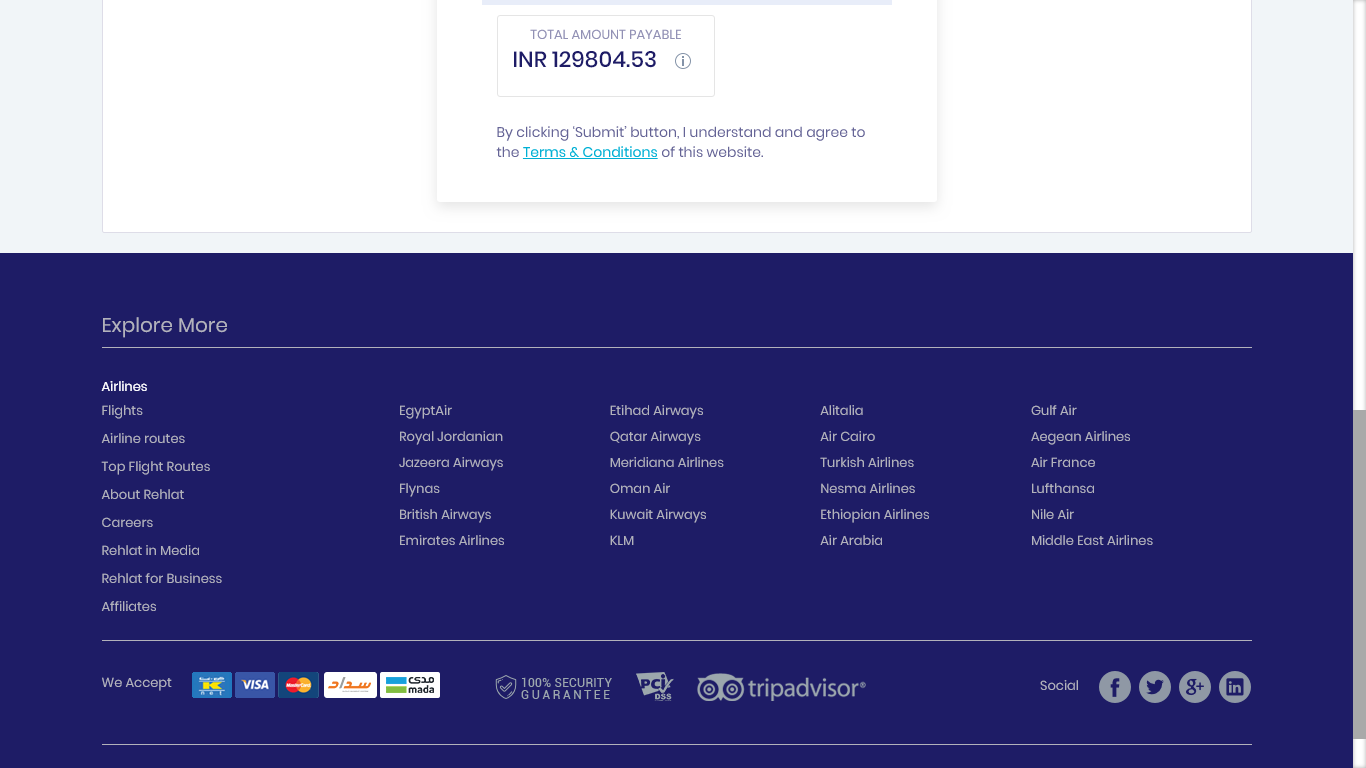 TOTAL AMOUNT PAYABLE
INR 129804.53
By clicking 'Submit' button, I understand and agree to
the Terms & Conditions of this website.
Explore More
Airlines
Flights
Airline routes
Top Flight Routes
About Rehlat
Careers
Rehlat in Media
Rehlat for Business
Affiliates
EgyptAir
Royal Jordanian
Jazeera Airways
Flynas
British Airways
Emirates Airlines
Etihad Airways
Qatar Airways
Meridiana Airlines
Oman Air
Kuwait Airways
KLM
Alitalia
Air Cairo
Turkish Airlines
Nesma Airlines
Ethiopian Airlines
Air Arabia
Gulf Air
Aegean Airlines
Air France
Lufthansa
Nile Air
Middle East Airlines
We Accept
K
net
VISA
MasterCard
سداد
مدى
mada
100% SECURITY
GUARANTEE
PCI
DSS
tripadvisor®
Social
f
g+
in